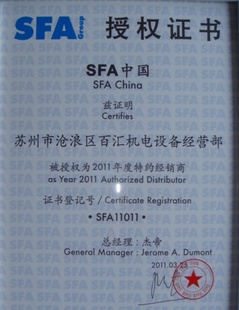 SFA Group 授权证书
SFA中国
SFA China
兹证明
Certifies
苏州市沧浪区百汇机电设备经营部
被授权为2011年度特约经销商
as Year 2011 Authorized Distributor
证书登记号/Certificate Registration
·SFA11011·
总经理:杰帝
General Manager:Jerome A. Dumont